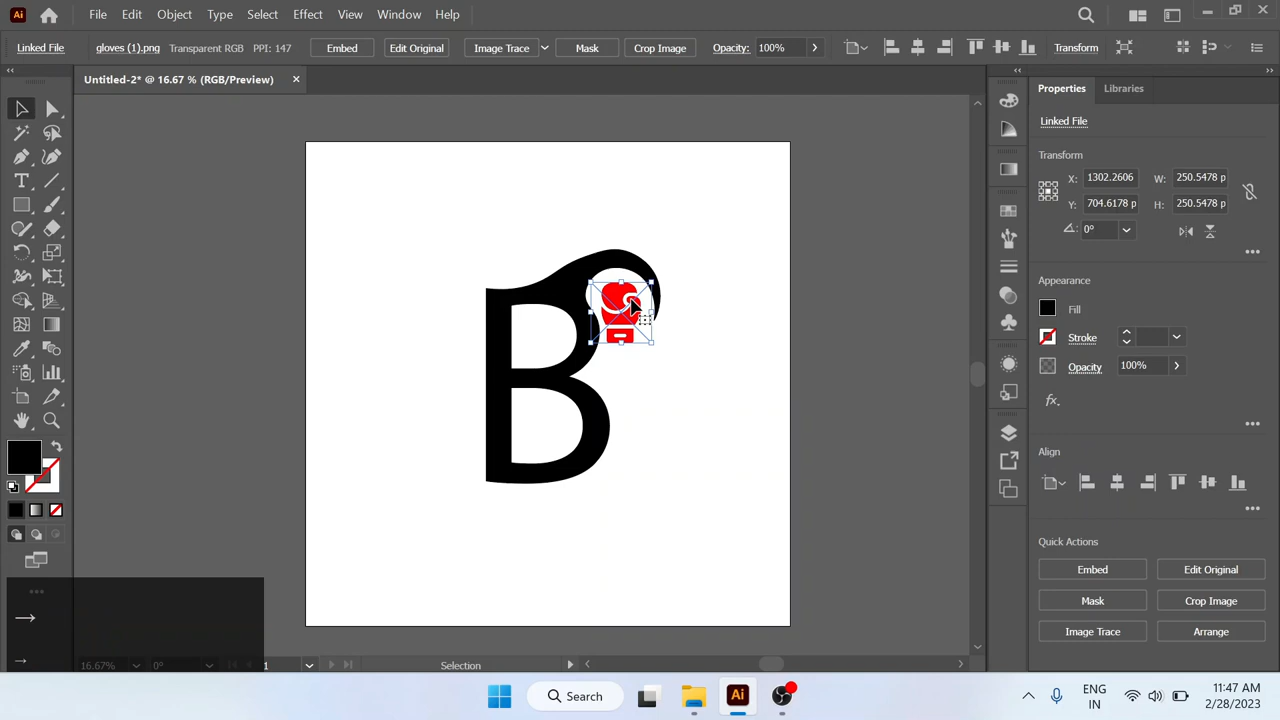 Ai File Edit Object Type Select Effect View Window Help
Linked File gloves (1).png Transparent RGB PPI: 147 Embed Edit Original Image Trace Mask Crop Image Opacity: 100% Transform
Untitled-2* @ 16.67 % (RGB/Preview)
Properties Libraries
Linked File
Transform
X: 1302.2606 W: 250.5478 p
Y: 704.6178 p H: 250.5478 p
0°
Appearance
Fill
Stroke
Opacity 100%
fx
Align
Quick Actions
Embed Edit Original
Mask Crop Image
Image Trace Arrange
B
→
→
16.67% 0° 1 Selection
Search Ai ENG IN 11:47 AM 2/28/2023